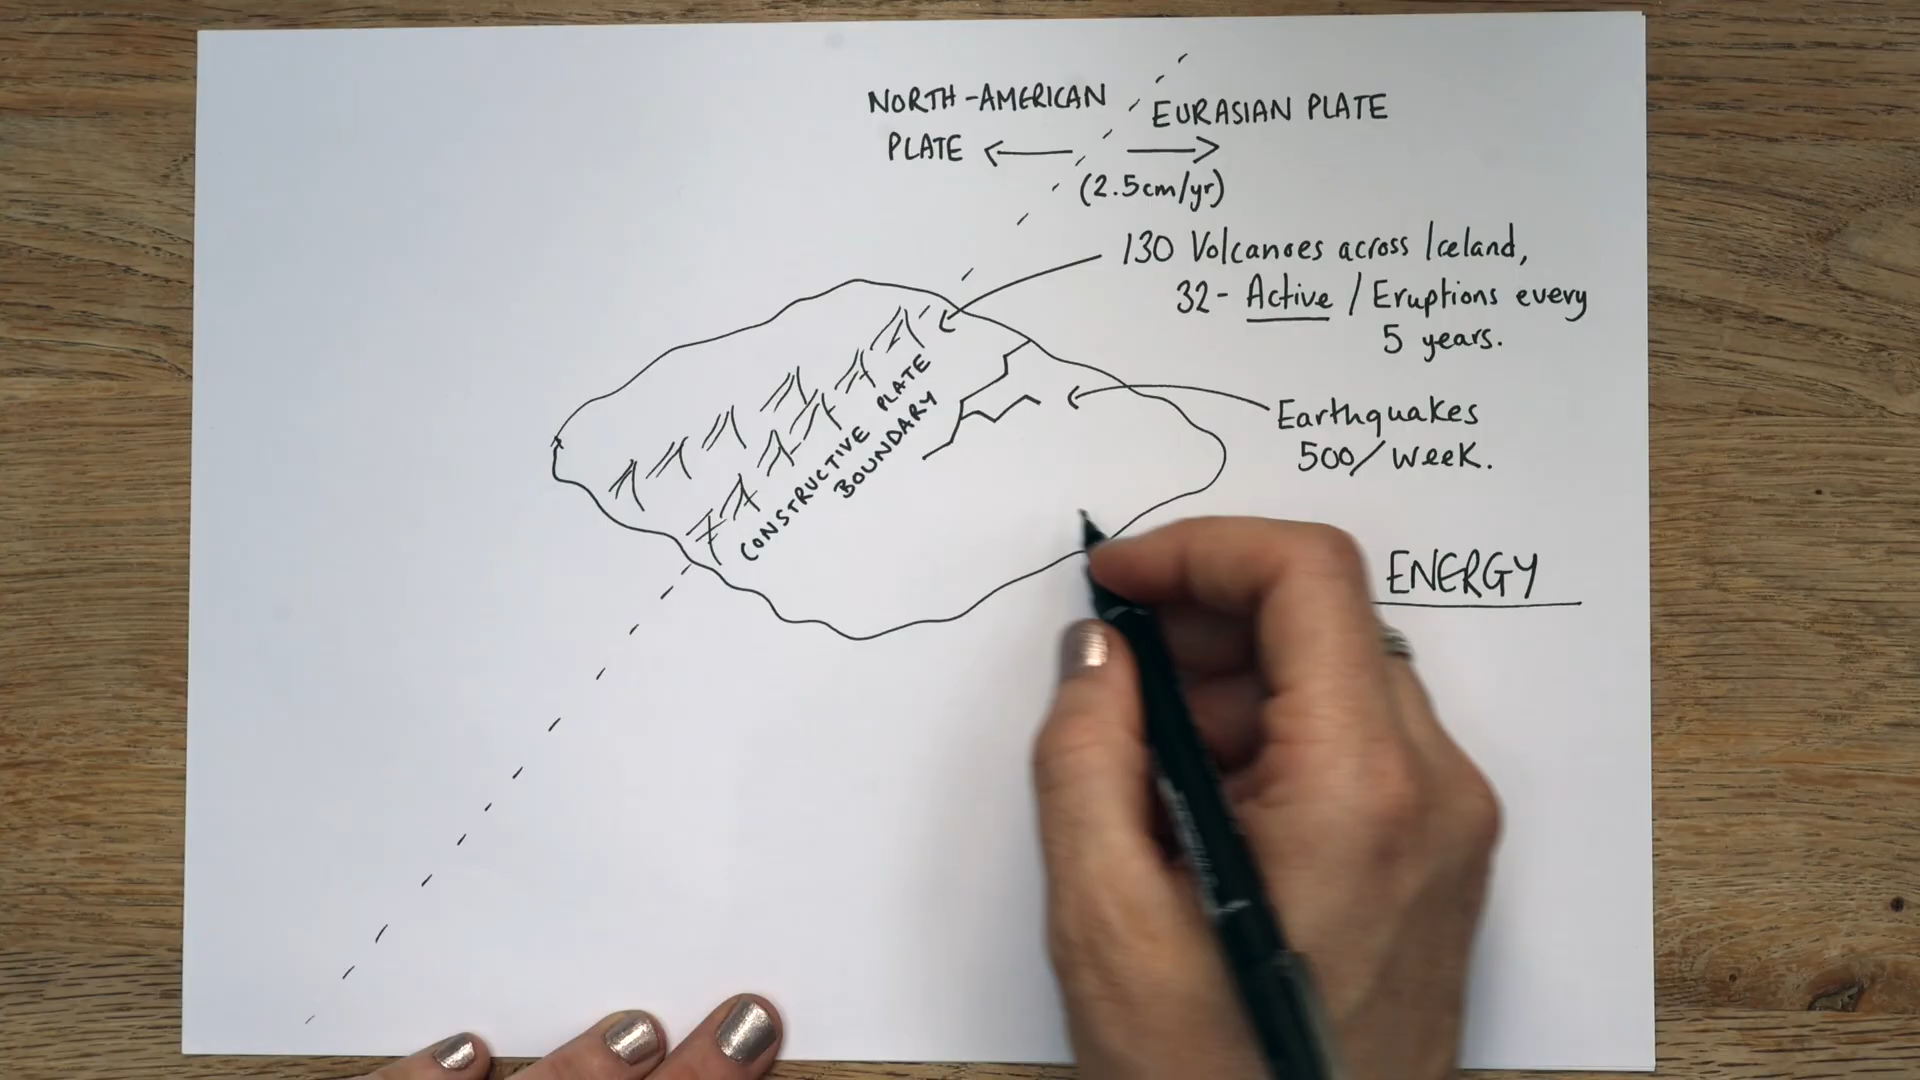 NORTH-AMERICAN
PLATE
EURASIAN PLATE
(2.5cm/yr)
130 Volcanoes across Iceland,
32- Active / Eruptions every
5 years.
CONSTRUCTIVE PLATE
BOUNDARY
Earthquakes
500/week.
ENERGY